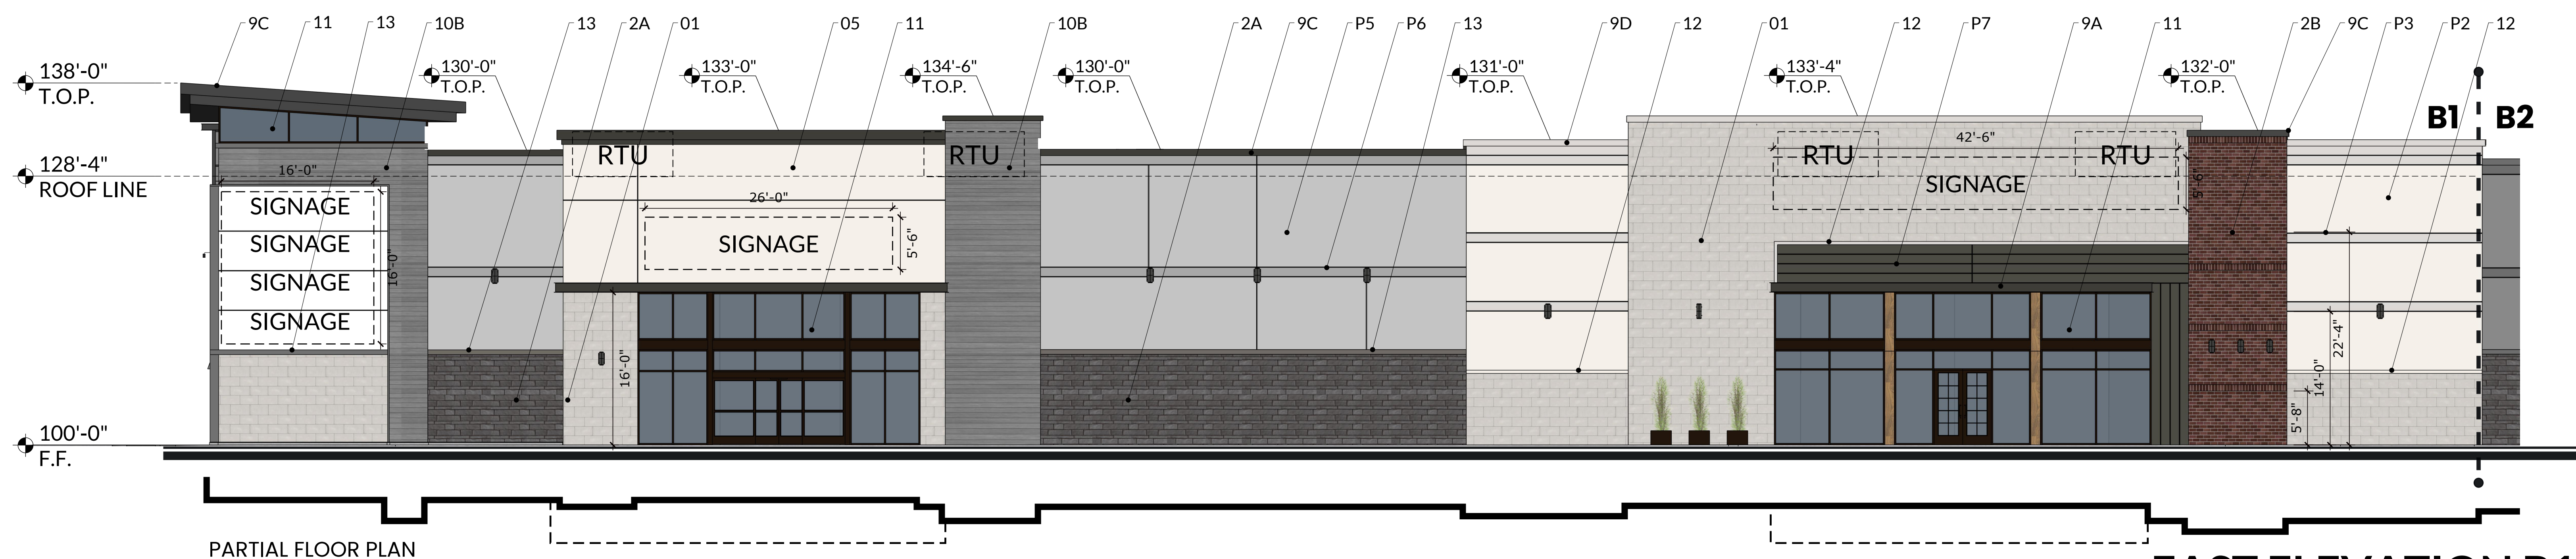 9C 11 13 10B 13 2A 01 05 11 10B 2A 9C P5 P6 13 9D 12 01 12 P7 9A 11 2B 9C P3 P2 12
138'-0"
T.O.P.
130'-0"
T.O.P.
133'-0"
T.O.P.
134'-6"
T.O.P.
130'-0"
T.O.P.
131'-0"
T.O.P.
133'-4"
T.O.P.
132'-0"
T.O.P.
B1 B2
128'-4"
ROOF LINE
RTU
RTU
42'-6"
RTU
RTU
16'-0"
SIGNAGE
SIGNAGE
SIGNAGE
SIGNAGE
16'-0"
26'-0"
SIGNAGE
5'-6"
16'-0"
SIGNAGE
5'-6"
22'-4"
14'-0"
5'-8"
100'-0"
F.F.
PARTIAL FLOOR PLAN
EAST ELEVATION B1